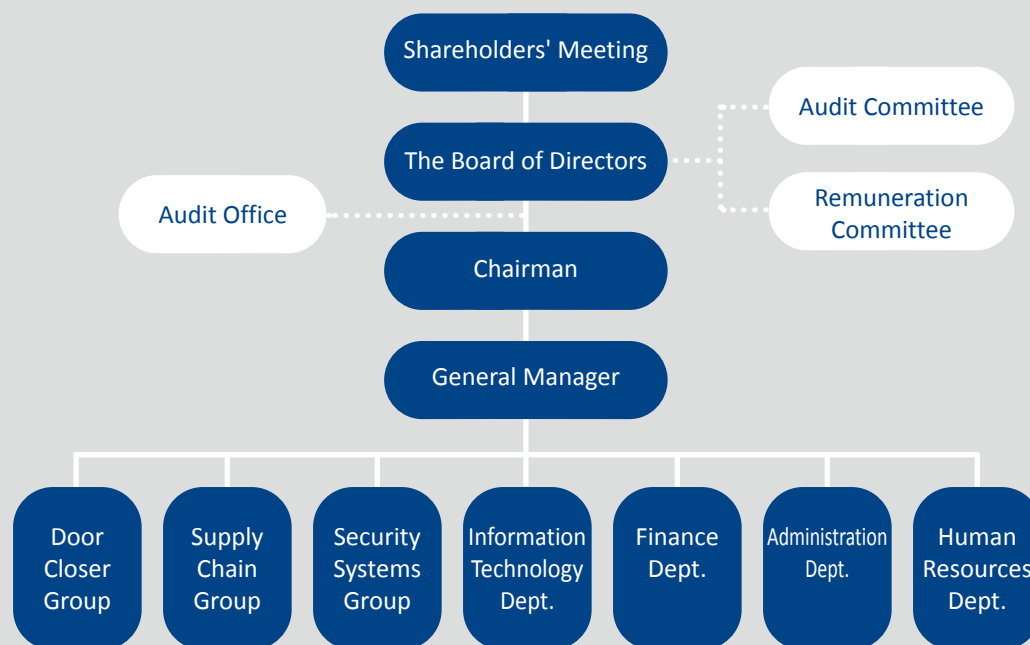 Shareholders' Meeting
Audit Committee
The Board of Directors
Remuneration
Committee
Audit Office
Chairman
General Manager
Door
Closer
Group
Supply
Chain
Group
Security
Systems
Group
Information
Technology
Dept.
Finance
Dept.
Administration
Dept.
Human
Resources
Dept.